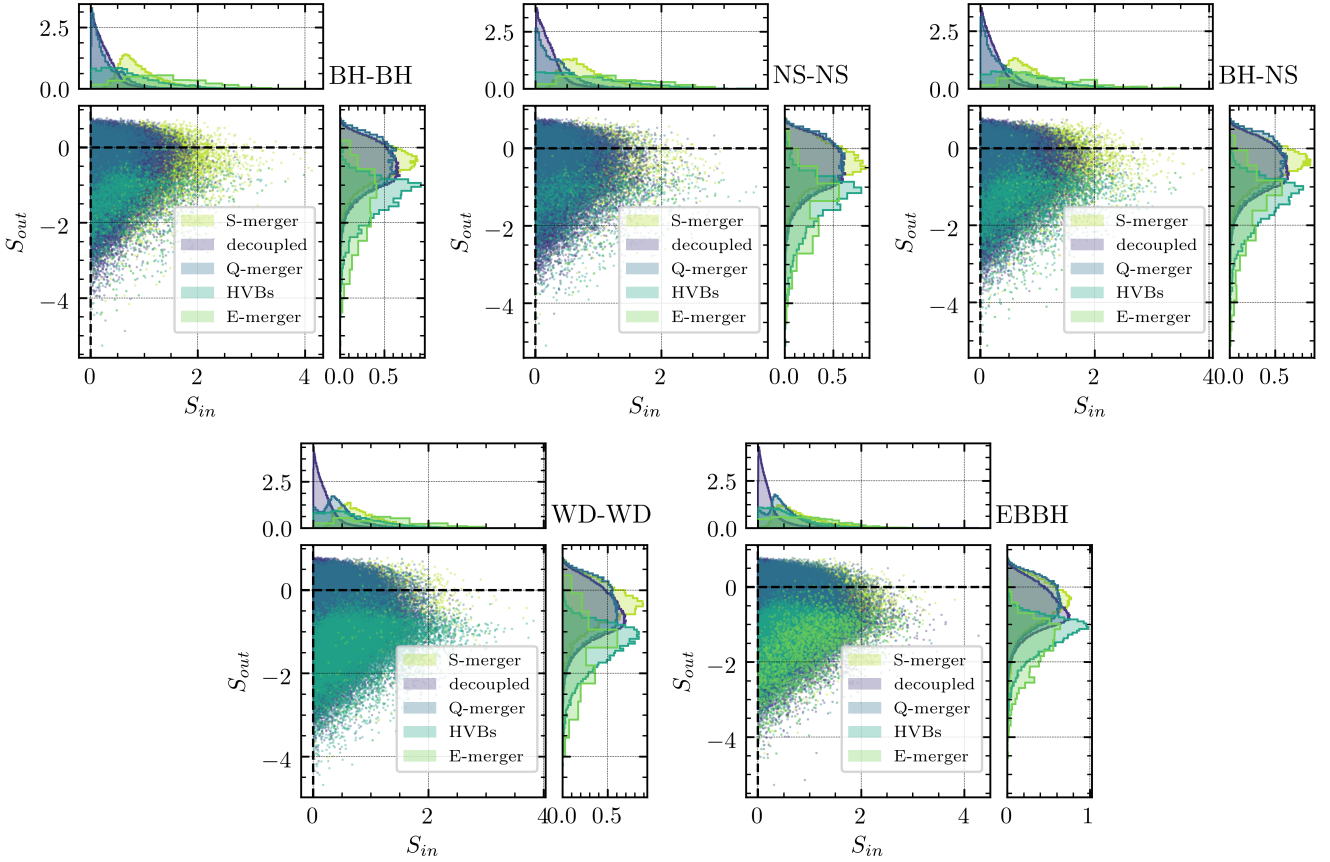 2.5
0.0
BH-BH
0
−2
−4
S_out
S-merger
decoupled
Q-merger
HVBs
E-merger
0 2 4
S_in
0.0 0.5
2.5
0.0
NS-NS
0
−2
−4
S_out
S-merger
decoupled
Q-merger
HVBs
E-merger
0 2
S_in
0.0 0.5
2.5
0.0
BH-NS
0
−2
−4
S_out
S-merger
decoupled
Q-merger
HVBs
E-merger
0 2 4
S_in
0.0 0.5
2.5
0.0
WD-WD
0
−2
−4
S_out
S-merger
decoupled
Q-merger
HVBs
E-merger
0 2 4
S_in
0.0 0.5
2.5
0.0
EBBH
0
−2
−4
S_out
S-merger
decoupled
Q-merger
HVBs
E-merger
0 2 4
S_in
0 1